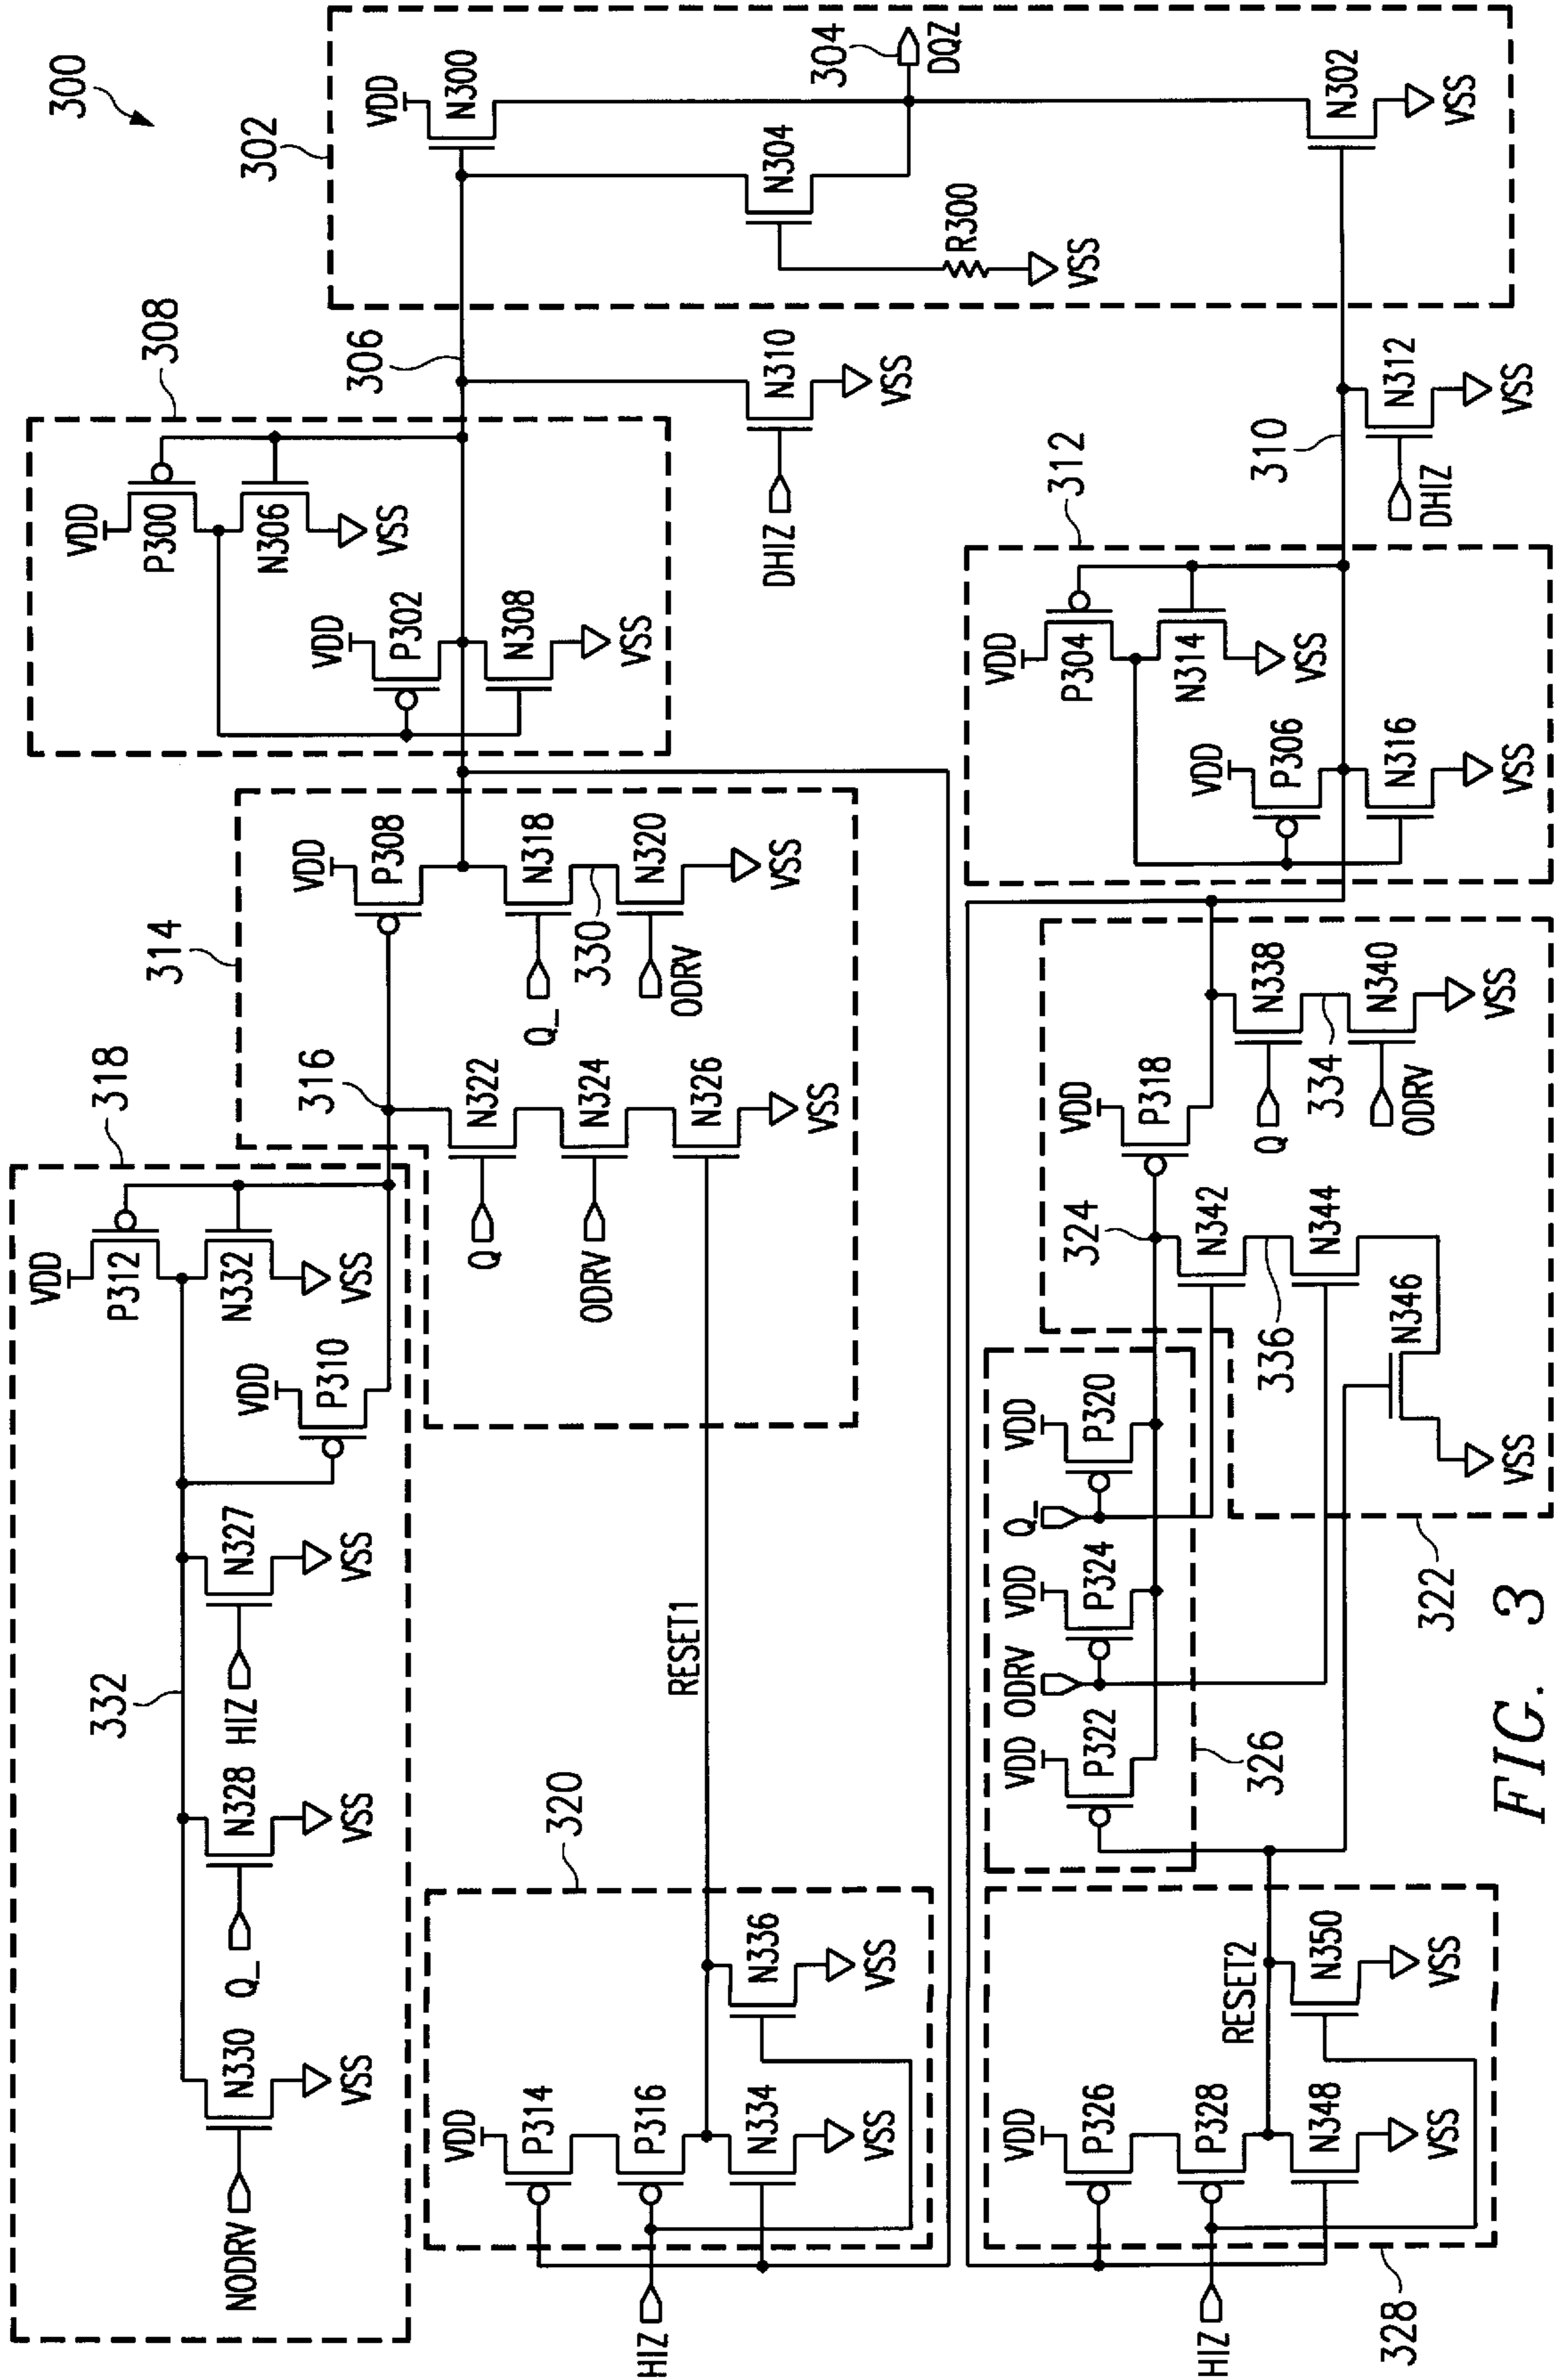 300
302
VDD
N300
304
DQZ
N304
R300
VSS
N302
VSS
308
VDD
P300
N306
VSS
VDD
P302
N308
VSS
306
N310
DHIZ
VSS
310
N312
DHIZ
VSS
312
VDD
P304
N314
VSS
VDD
P306
N316
VSS
314
VDD
P308
N318
Q_
330
N320
ODRV
VSS
316
N322
Q
N324
ODRV
N326
VSS
318
VDD
P312
N332
VSS
VDD
P310
N327
HIZ
VSS
332
N328
Q_
VSS
N330
NODRV
VSS
RESET1
320
VDD
P314
P316
N334
VSS
N336
VSS
HIZ
VDD
P318
N338
Q
334
N340
ODRV
VSS
324
N342
336
N344
N346
VSS
322
VDD
P320
Q_
VDD
P324
ODRV
VDD
P322
326
RESET2
N350
VSS
VDD
P326
P328
N348
VSS
HIZ
328
FIG. 3